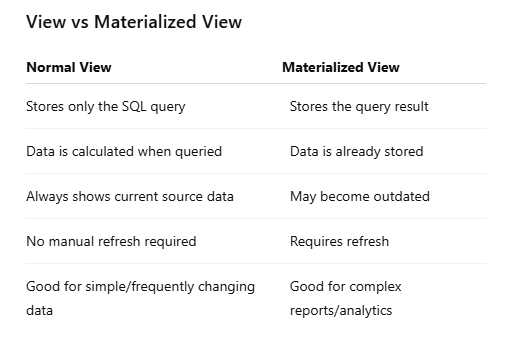 View vs Materialized View
Normal View Materialized View
Stores only the SQL query Stores the query result
Data is calculated when queried Data is already stored
Always shows current source data May become outdated
No manual refresh required Requires refresh
Good for simple/frequently changing Good for complex
data reports/analytics